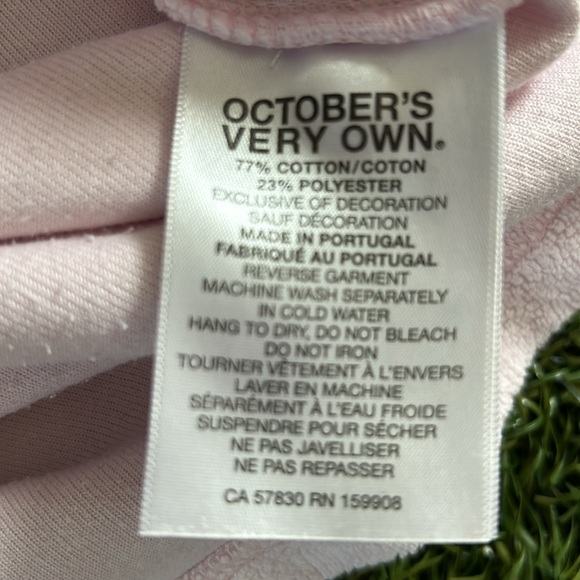 OCTOBER'S
VERY OWN®
77% COTTON/COTON
23% POLYESTER
EXCLUSIVE OF DECORATION
SAUF DÉCORATION
MADE IN PORTUGAL
FABRIQUÉ AU PORTUGAL
REVERSE GARMENT
MACHINE WASH SEPARATELY
IN COLD WATER
HANG TO DRY, DO NOT BLEACH
DO NOT IRON
TOURNER VÊTEMENT À L'ENVERS
LAVER EN MACHINE
SÉPARÉMENT À L'EAU FROIDE
SUSPENDRE POUR SÉCHER
NE PAS JAVELLISER
NE PAS REPASSER
CA 57830 RN 159908